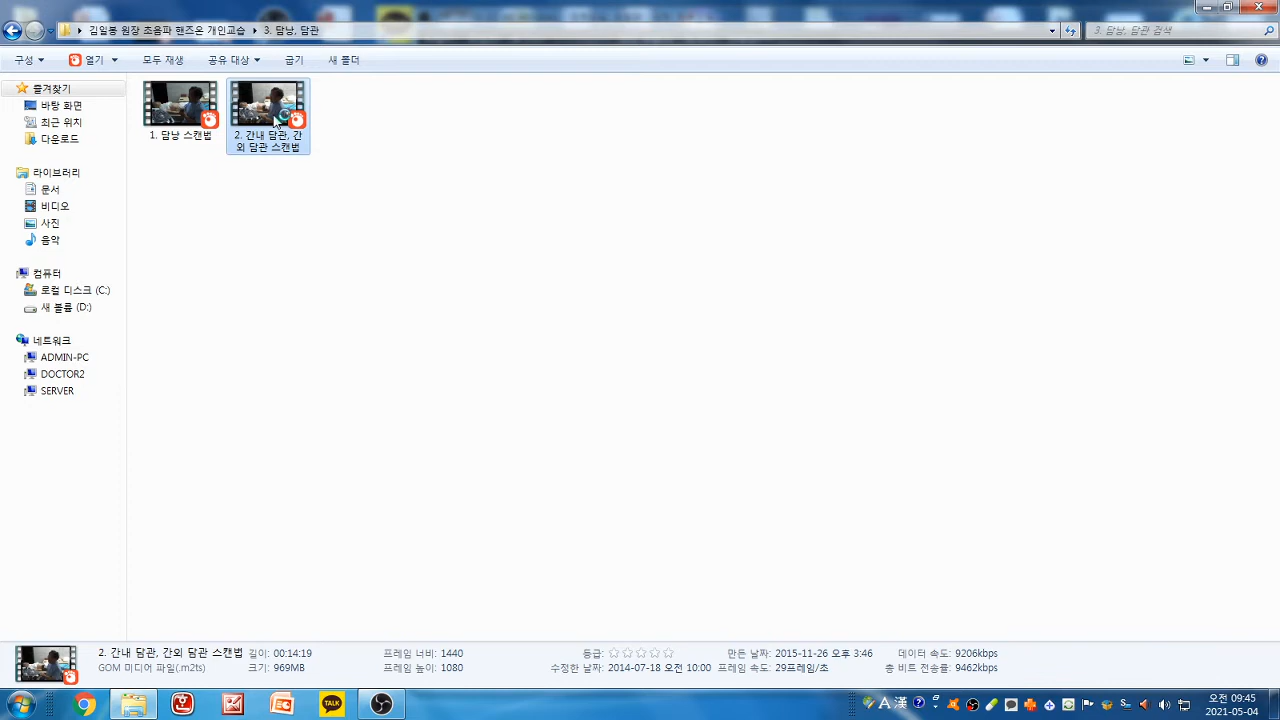 김일봉 원장 초음파 핸즈온 개인교습 ▸ 3. 담낭, 담관
3. 담낭, 담관 검색
구성 열기 모두 재생 공유 대상 굽기 새 폴더
즐겨찾기
바탕 화면
최근 위치
다운로드
라이브러리
문서
비디오
사진
음악
컴퓨터
로컬 디스크 (C:)
새 볼륨 (D:)
네트워크
ADMIN-PC
DOCTOR2
SERVER
1. 담낭 스캔법
2. 간내 담관, 간
외 담관 스캔법
2. 간내 담관, 간외 담관 스캔법 길이: 00:14:19 프레임 너비: 1440 등급: 만든 날짜: 2015-11-26 오후 3:46 데이터 속도: 9206kbps
GOM 미디어 파일(.m2ts) 크기: 969MB 프레임 높이: 1080 수정한 날짜: 2014-07-18 오전 10:00 프레임 속도: 29프레임/초 총 비트 전송률: 9462kbps
TALK
A 漢
오전 09:45
2021-05-04